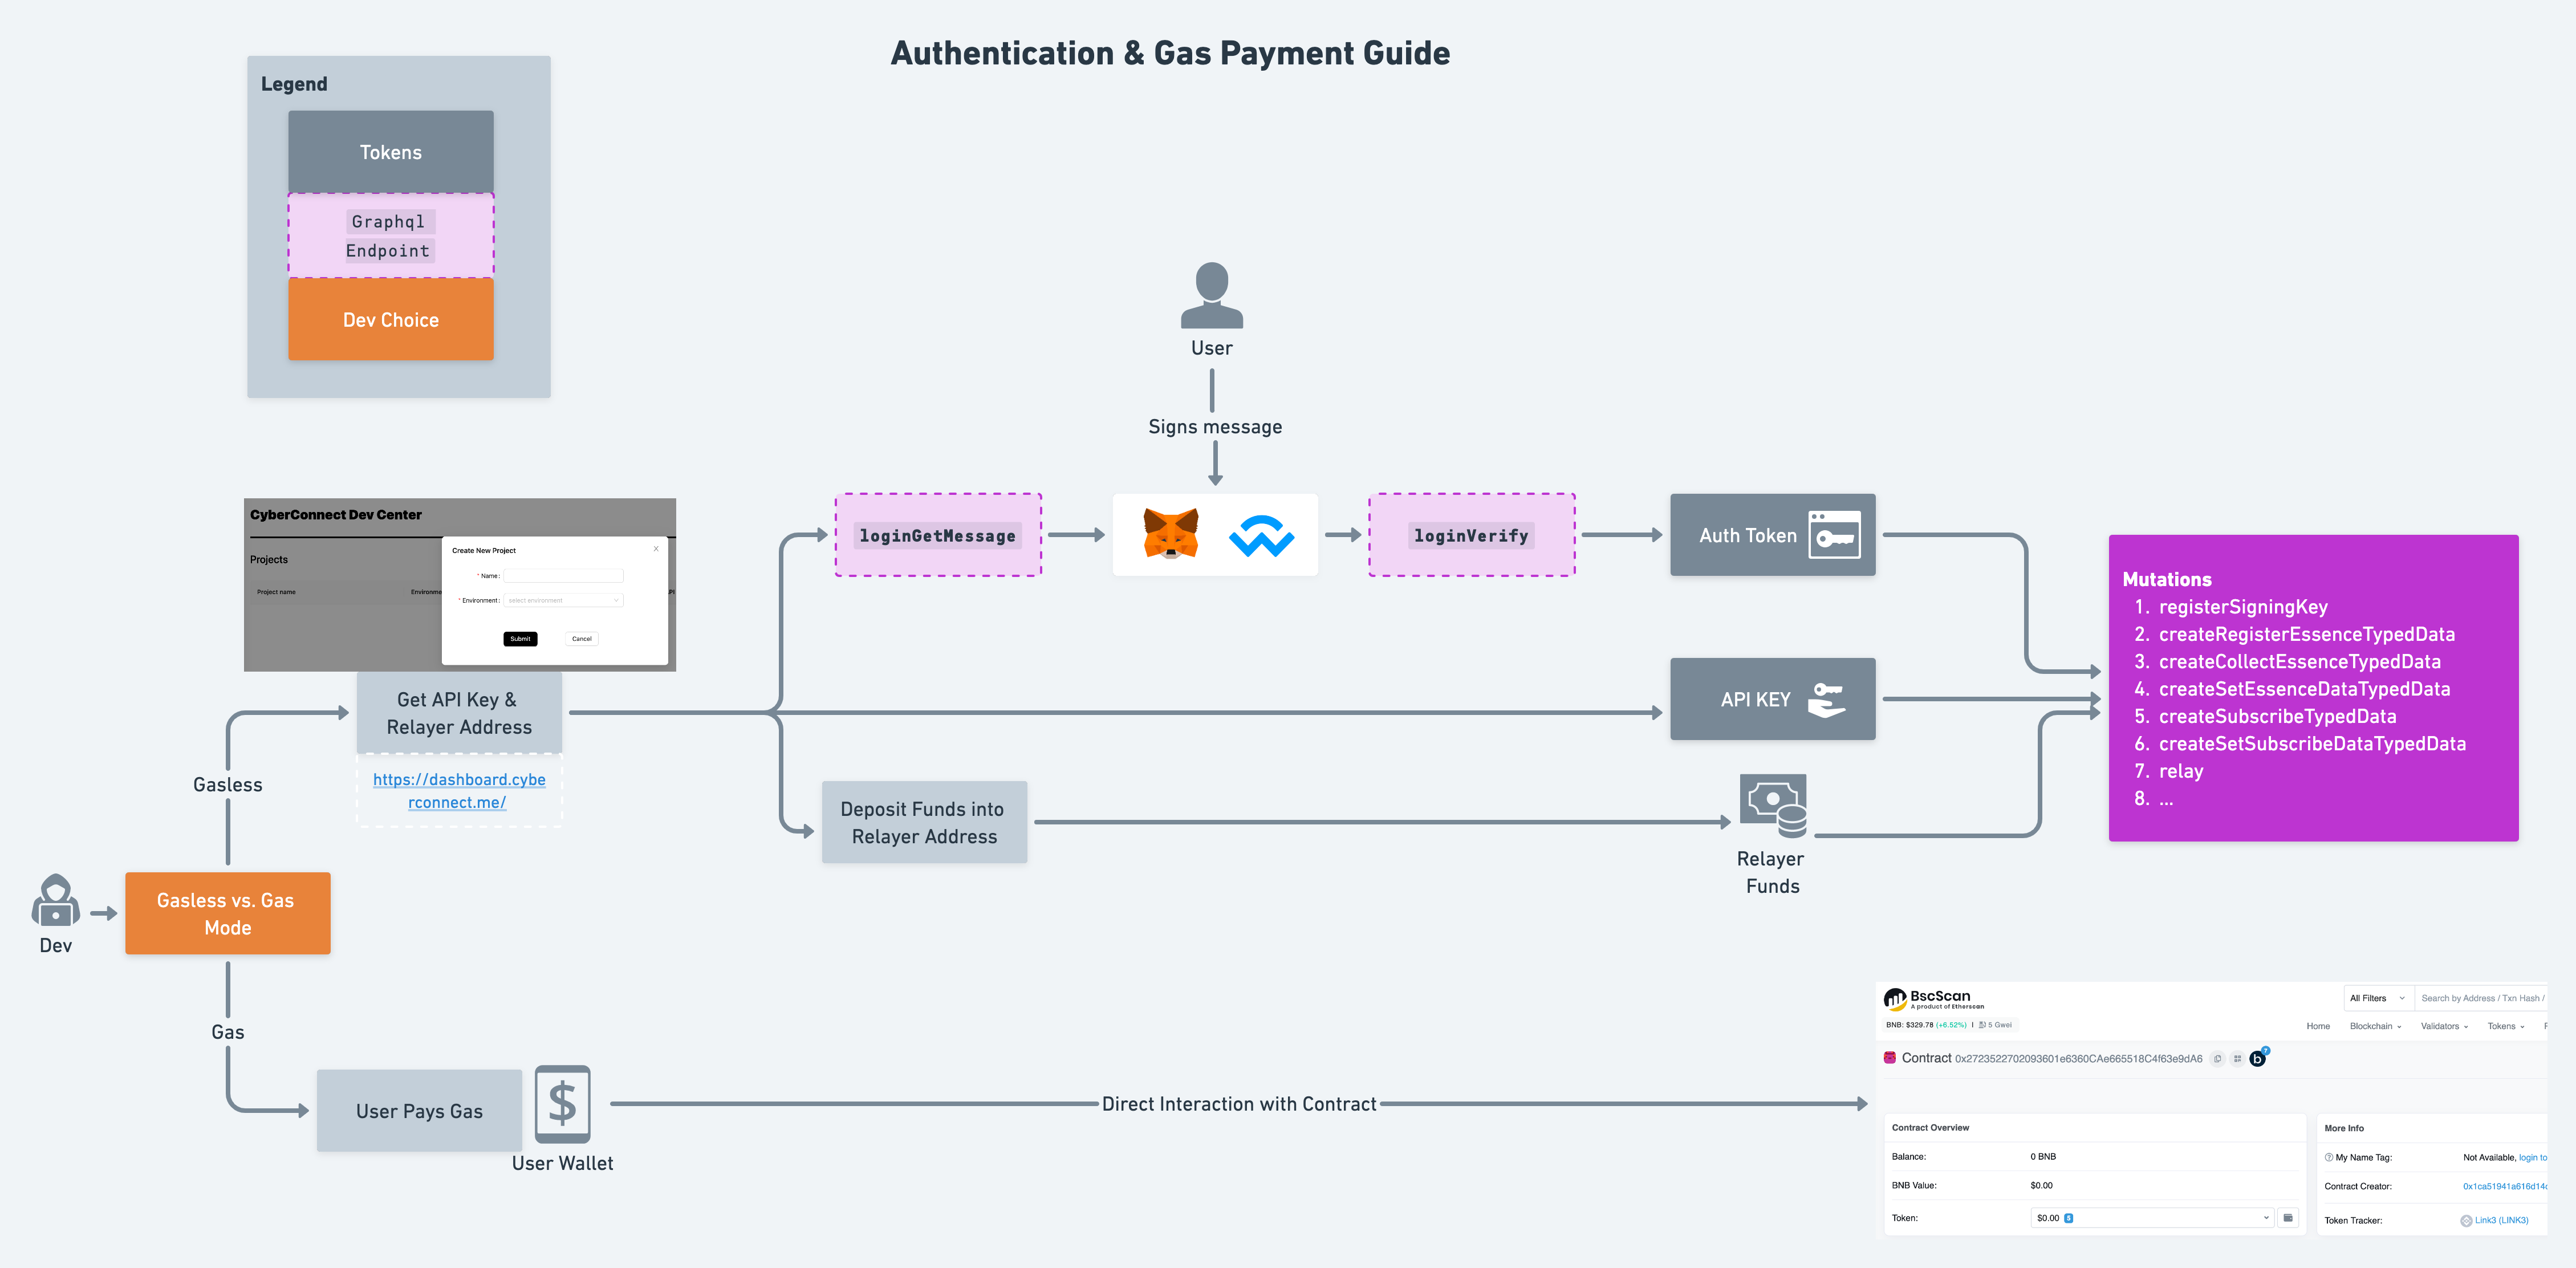 Authentication & Gas Payment Guide
Legend
Tokens
Graphql
Endpoint
Dev Choice
User
Signs message
CyberConnect Dev Center
Projects
Project name
Environme
PI
Create New Project
* Name:
* Environment:
select environment
Submit
Cancel
Get API Key &
Relayer Address
https://dashboard.cybe
rconnect.me/
loginGetMessage
loginVerify
Auth Token
API KEY
Deposit Funds into
Relayer Address
Relayer
Funds
Mutations
1. registerSigningKey
2. createRegisterEssenceTypedData
3. createCollectEssenceTypedData
4. createSetEssenceDataTypedData
5. createSubscribeTypedData
6. createSetSubscribeDataTypedData
7. relay
8. ...
Gasless
Dev
Gasless vs. Gas
Mode
Gas
User Pays Gas
User Wallet
Direct Interaction with Contract
BscScan
A product of Etherscan
All Filters
Search by Address / Txn Hash /
BNB: $329.78 (+6.52%) | 5 Gwei
Home Blockchain Validators Tokens
Contract 0x2723522702093601e6360CAe665518C4f63e9dA6
Contract Overview
Balance: 0 BNB
BNB Value: $0.00
Token: $0.00 5
More Info
My Name Tag: Not Available, login to
Contract Creator: 0x1ca51941a616d14
Token Tracker: Link3 (LINK3)